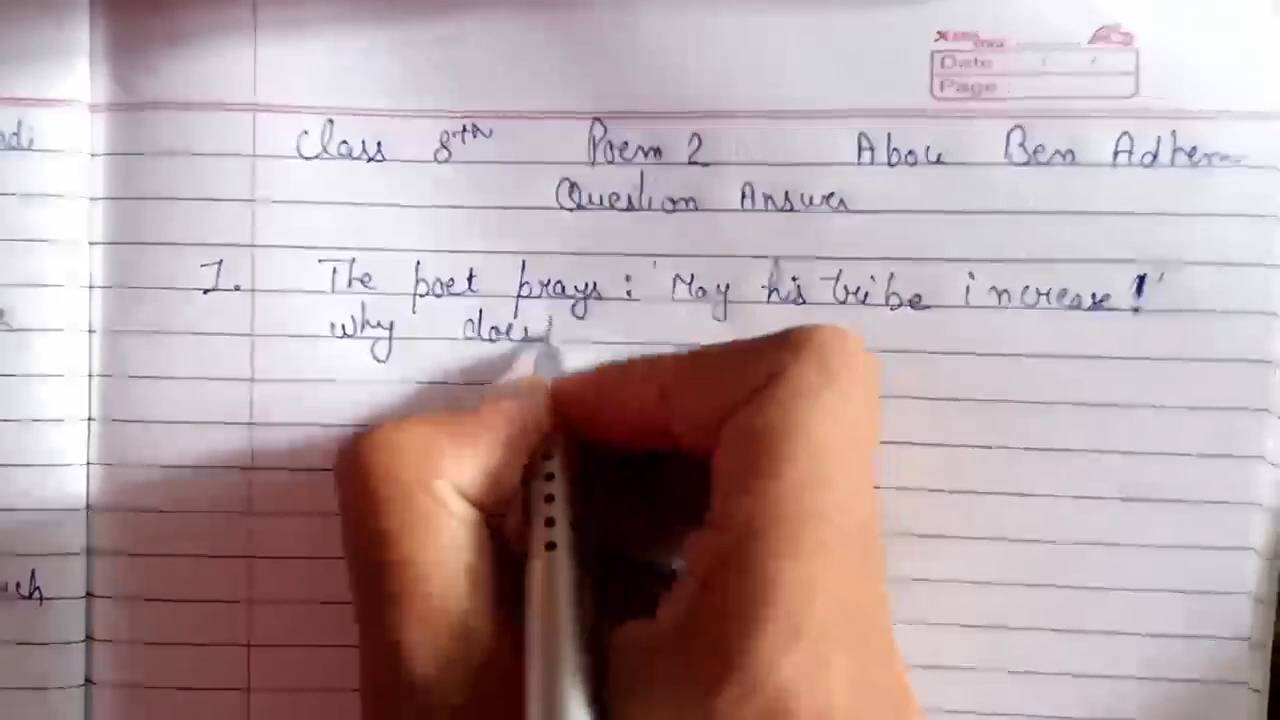 Date
Page :
Class 8th Poem 2 Abou Ben Adhem
Question Answer
1. The poet prays : 'May his tribe increase!'
why does